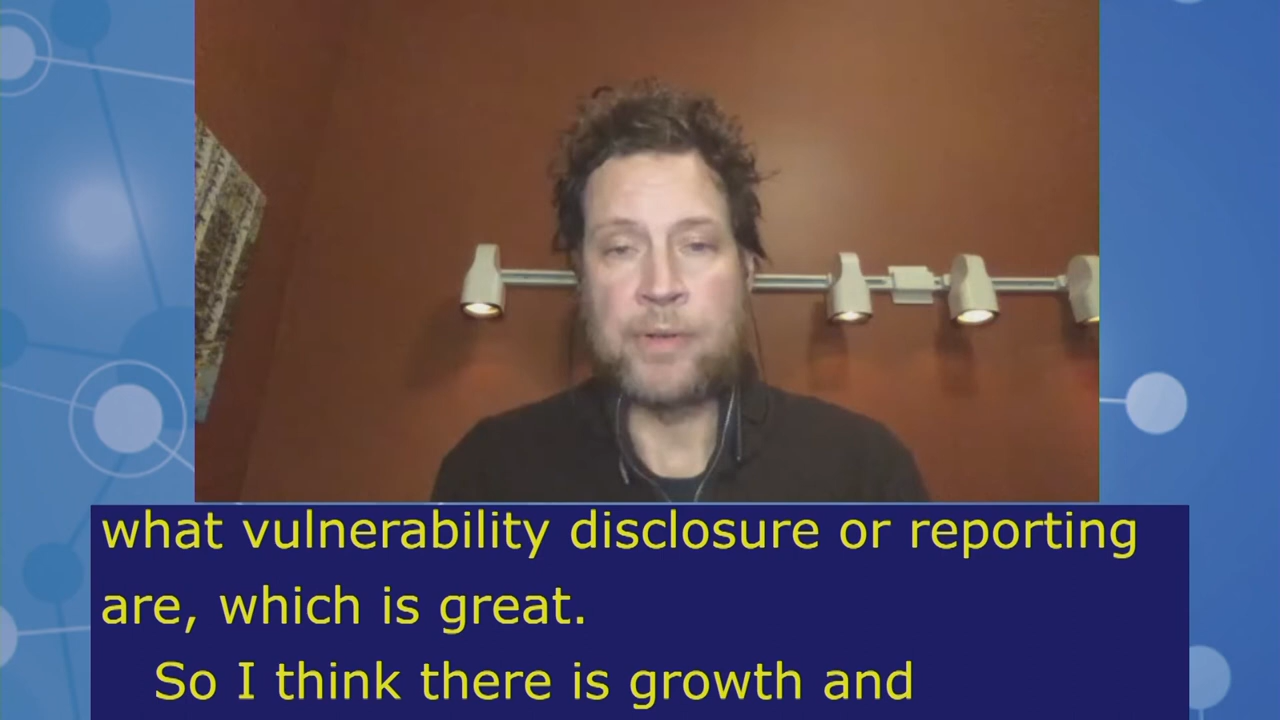 what vulnerability disclosure or reporting
are, which is great.
So I think there is growth and